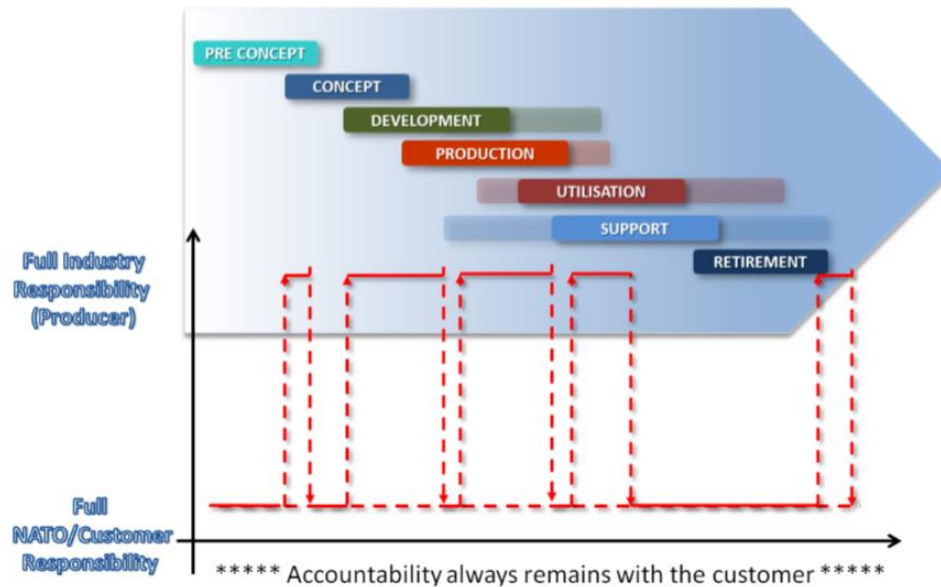 PRE CONCEPT
CONCEPT
DEVELOPMENT
PRODUCTION
UTILISATION
SUPPORT
RETIREMENT
Full Industry
Responsibility
(Producer)
Full
NATO/Customer
Responsibility
***** Accountability always remains with the customer *****